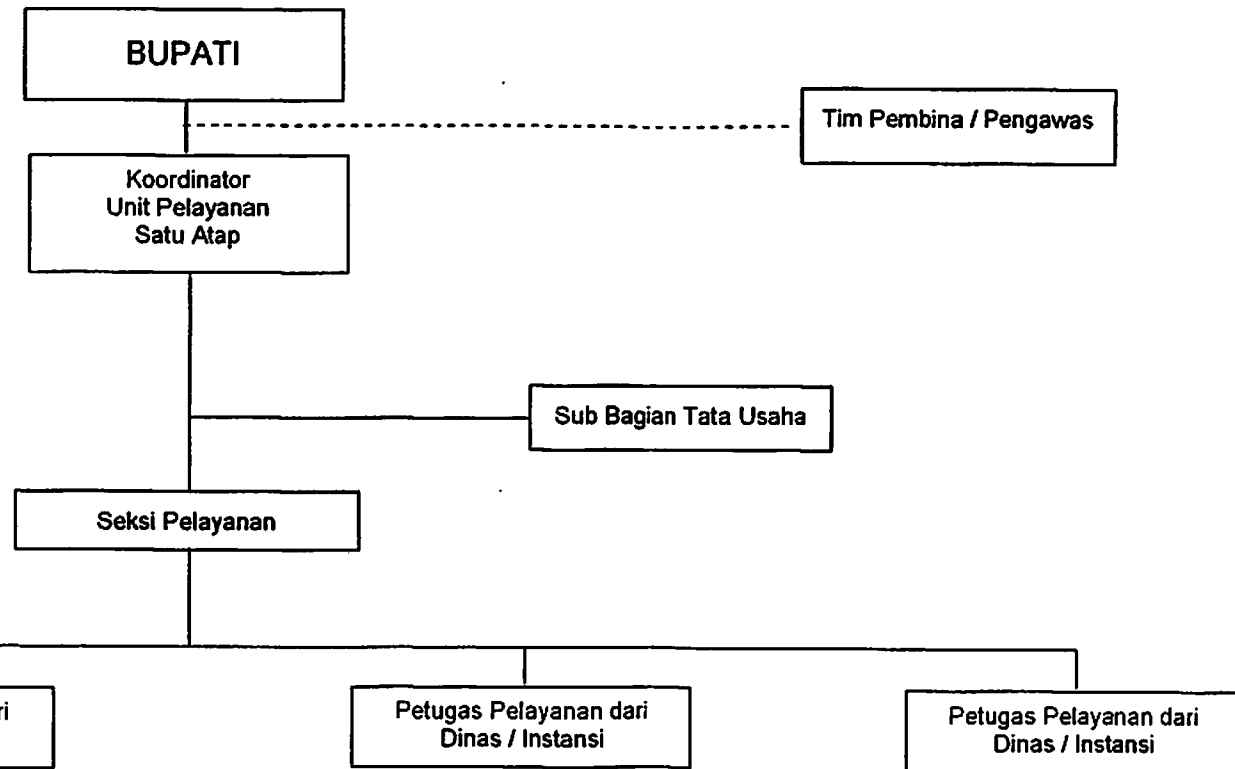 BUPATI
Tim Pembina / Pengawas
Koordinator
Unit Pelayanan
Satu Atap
Sub Bagian Tata Usaha
Seksi Pelayanan
Petugas Pelayanan dari
Dinas / Instansi
Petugas Pelayanan dari
Dinas / Instansi